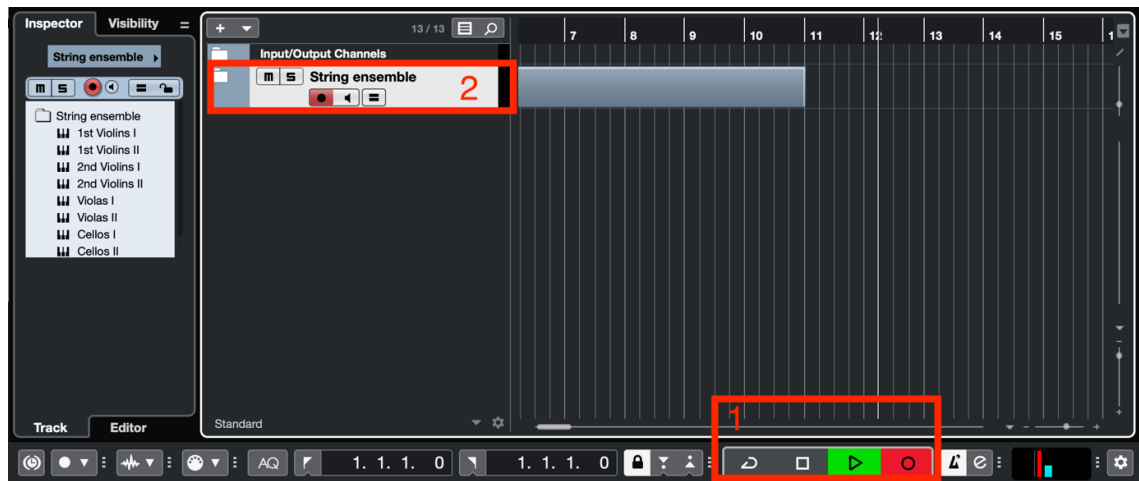 Inspector Visibility
String ensemble
m S
String ensemble
1st Violins I
1st Violins II
2nd Violins I
2nd Violins II
Violas I
Violas II
Cellos I
Cellos II
Track Editor
13 / 13
Input/Output Channels
m S String ensemble
2
Standard
7 8 9 10 11 12 13 14 15 1
1
AQ 1. 1. 1. 0 1. 1. 1. 0 e